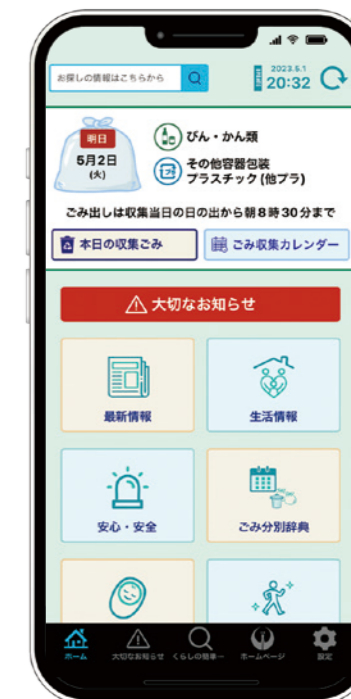 お探しの情報はこちらから
2023.5.1
20:32
明日
5月2日
(火)
びん・かん類
その他容器包装
プラスチック(他プラ)
ごみ出しは収集当日の日の出から朝8時30分まで
本日の収集ごみ
ごみ収集カレンダー
大切なお知らせ
最新情報
生活情報
安心・安全
ごみ分別辞典
ホーム
大切なお知らせ
くらしの簡単…
ホームページ
設定